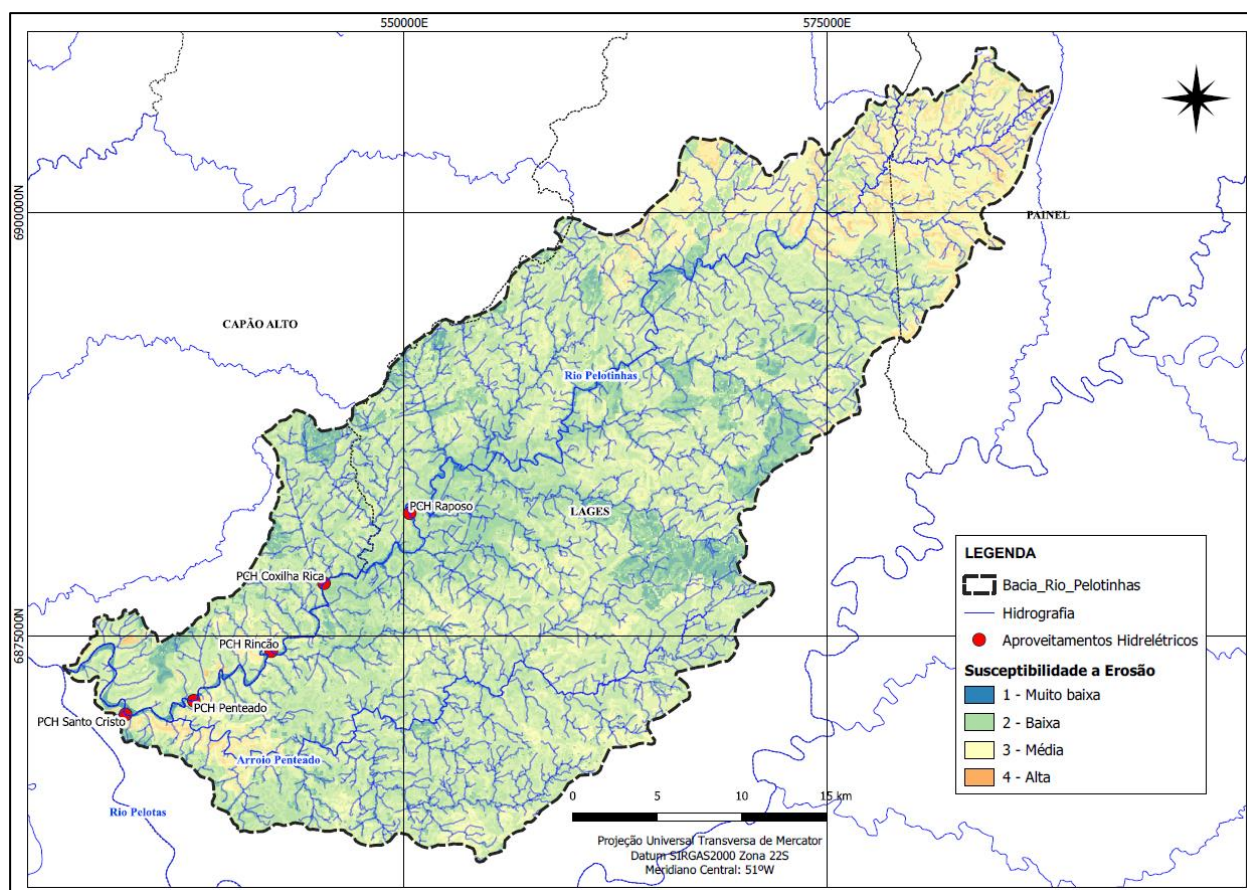 550000E
575000E
6900000N
PAINEL
CAPÃO ALTO
Rio Pelotinhas
PCH Raposo
LAGES
PCH Coxilha Rica
6875000N
PCH Rincão
PCH Penteado
PCH Santo Cristo
Arroio Penteado
Rio Pelotas
LEGENDA
Bacia_Rio_Pelotinhas
Hidrografia
Aproveitamentos Hidrelétricos
Susceptibilidade a Erosão
1 - Muito baixa
2 - Baixa
3 - Média
4 - Alta
0 5 10 15 km
Projeção Universal Transversa de Mercator
Datum SIRGAS2000 Zona 22S
Meridiano Central: 51ºW